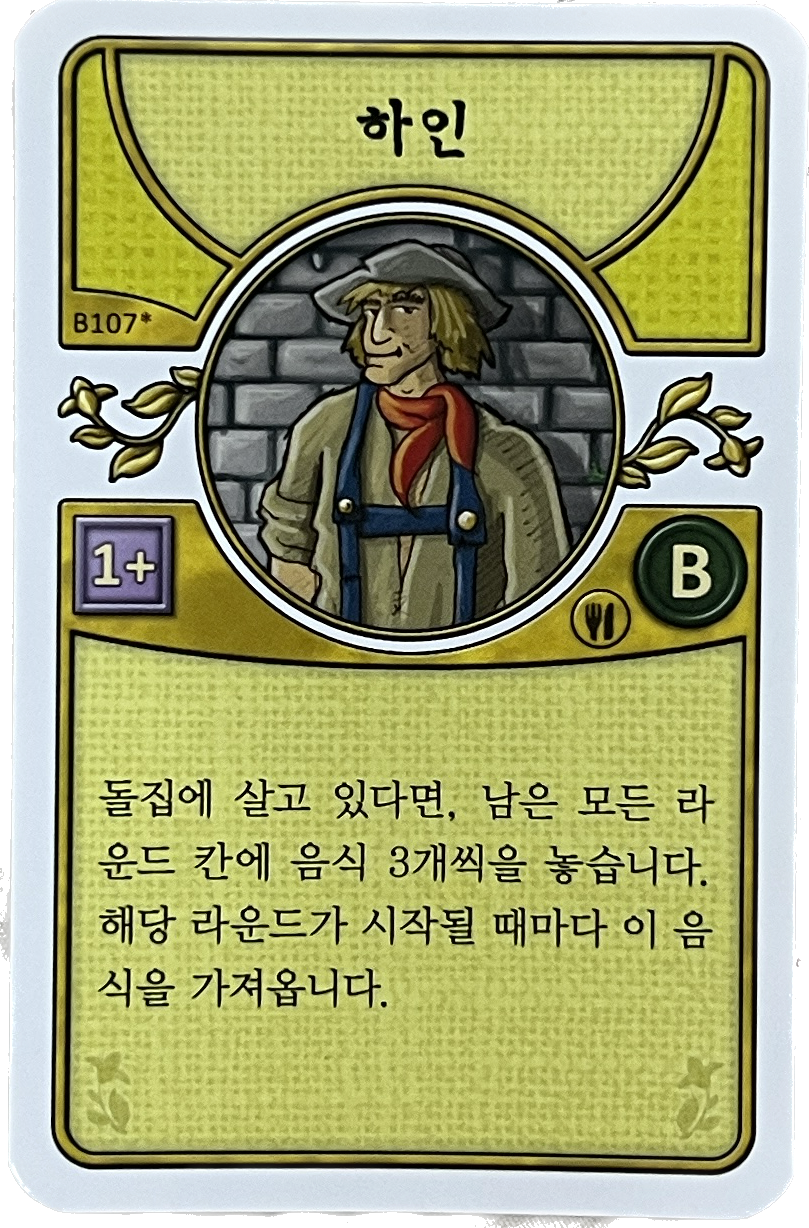 하인
B107*
1+
B
돌집에 살고 있다면, 남은 모든 라
운드 칸에 음식 3개씩을 놓습니다.
해당 라운드가 시작될 때마다 이 음
식을 가져옵니다.